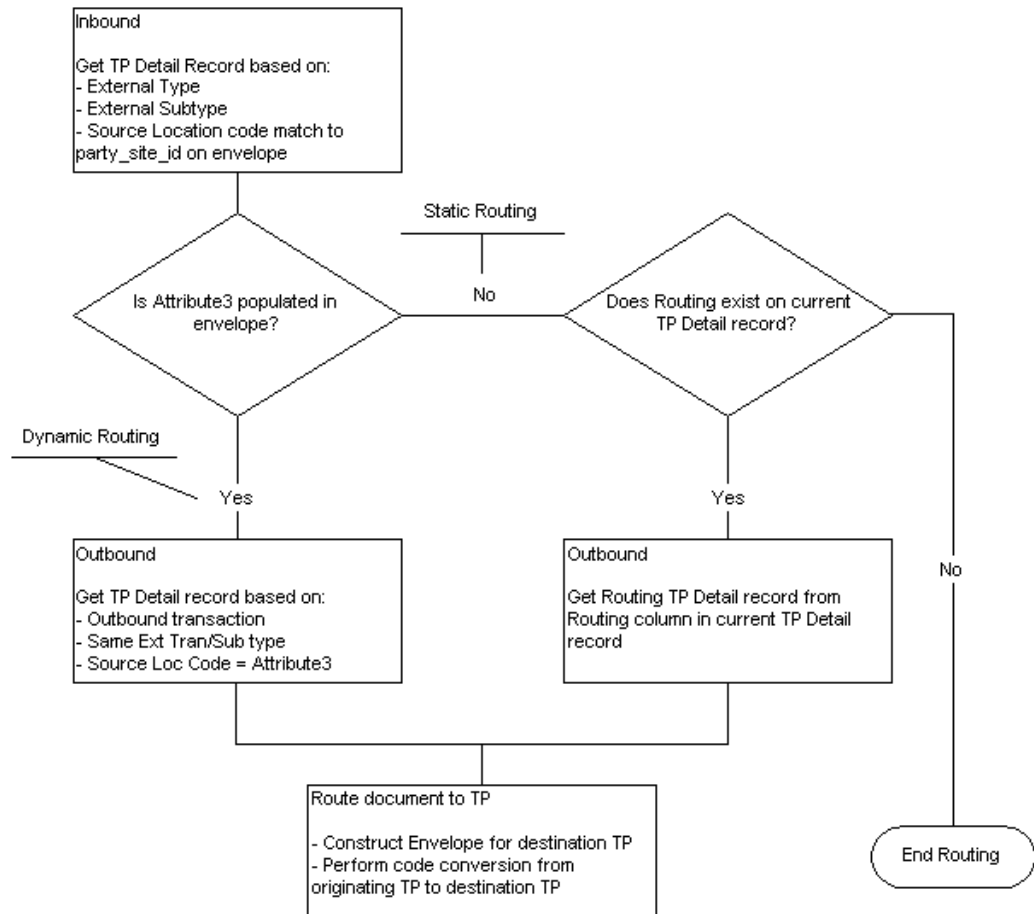 Inbound
Get TP Detail Record based on:
- External Type
- External Subtype
- Source Location code match to
party_site_id on envelope
Static Routing
Is Attribute3 populated in
envelope?
No
Does Routing exist on current
TP Detail record?
Dynamic Routing
Yes
Yes
Outbound
Get TP Detail record based on:
- Outbound transaction
- Same Ext Tran/Sub type
- Source Loc Code = Attribute3
Outbound
Get Routing TP Detail record from
Routing column in current TP Detail
record
No
Route document to TP
- Construct Envelope for destination TP
- Perform code conversion from
originating TP to destination TP
End Routing